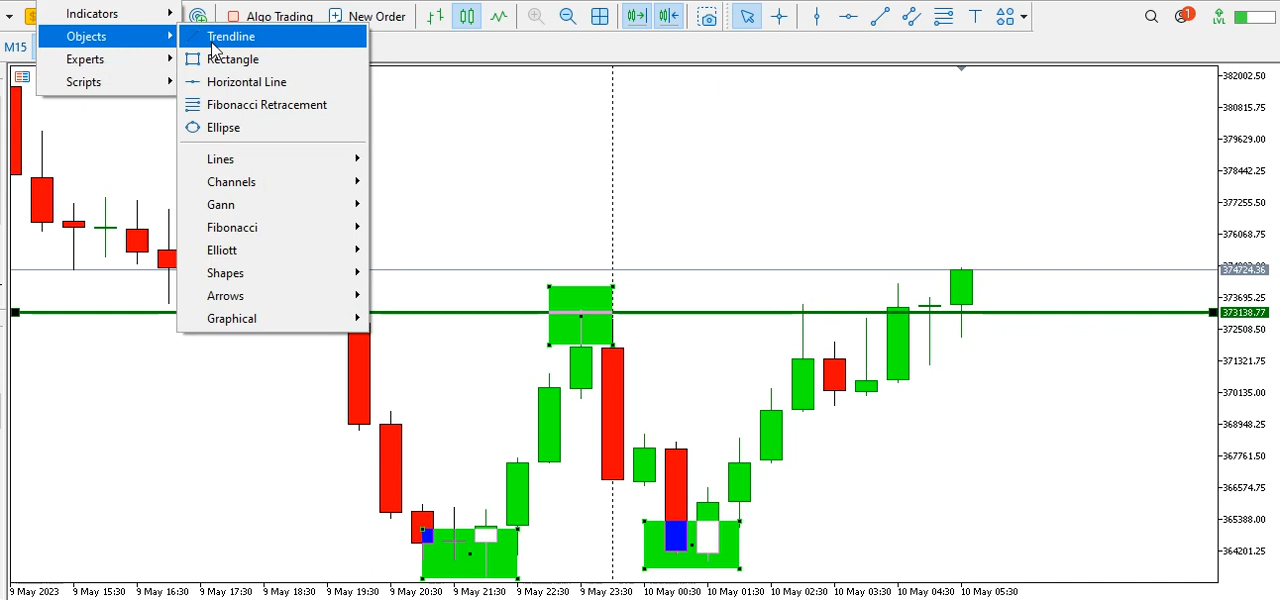 Indicators
Algo Trading
New Order
1
LVL
Objects
Trendline
M15
Experts
Rectangle
Scripts
Horizontal Line
Fibonacci Retracement
Ellipse
Lines
Channels
Gann
Fibonacci
Elliott
Shapes
Arrows
Graphical
382002.50
380815.75
379629.00
378442.25
377255.50
376068.75
374724.36
373695.25
373138.77
372508.50
371321.75
370135.00
368948.25
367761.50
366574.75
365388.00
364201.25
9 May 2023
9 May 15:30
9 May 16:30
9 May 17:30
9 May 18:30
9 May 19:30
9 May 20:30
9 May 21:30
9 May 22:30
9 May 23:30
10 May 00:30
10 May 01:30
10 May 02:30
10 May 03:30
10 May 04:30
10 May 05:30